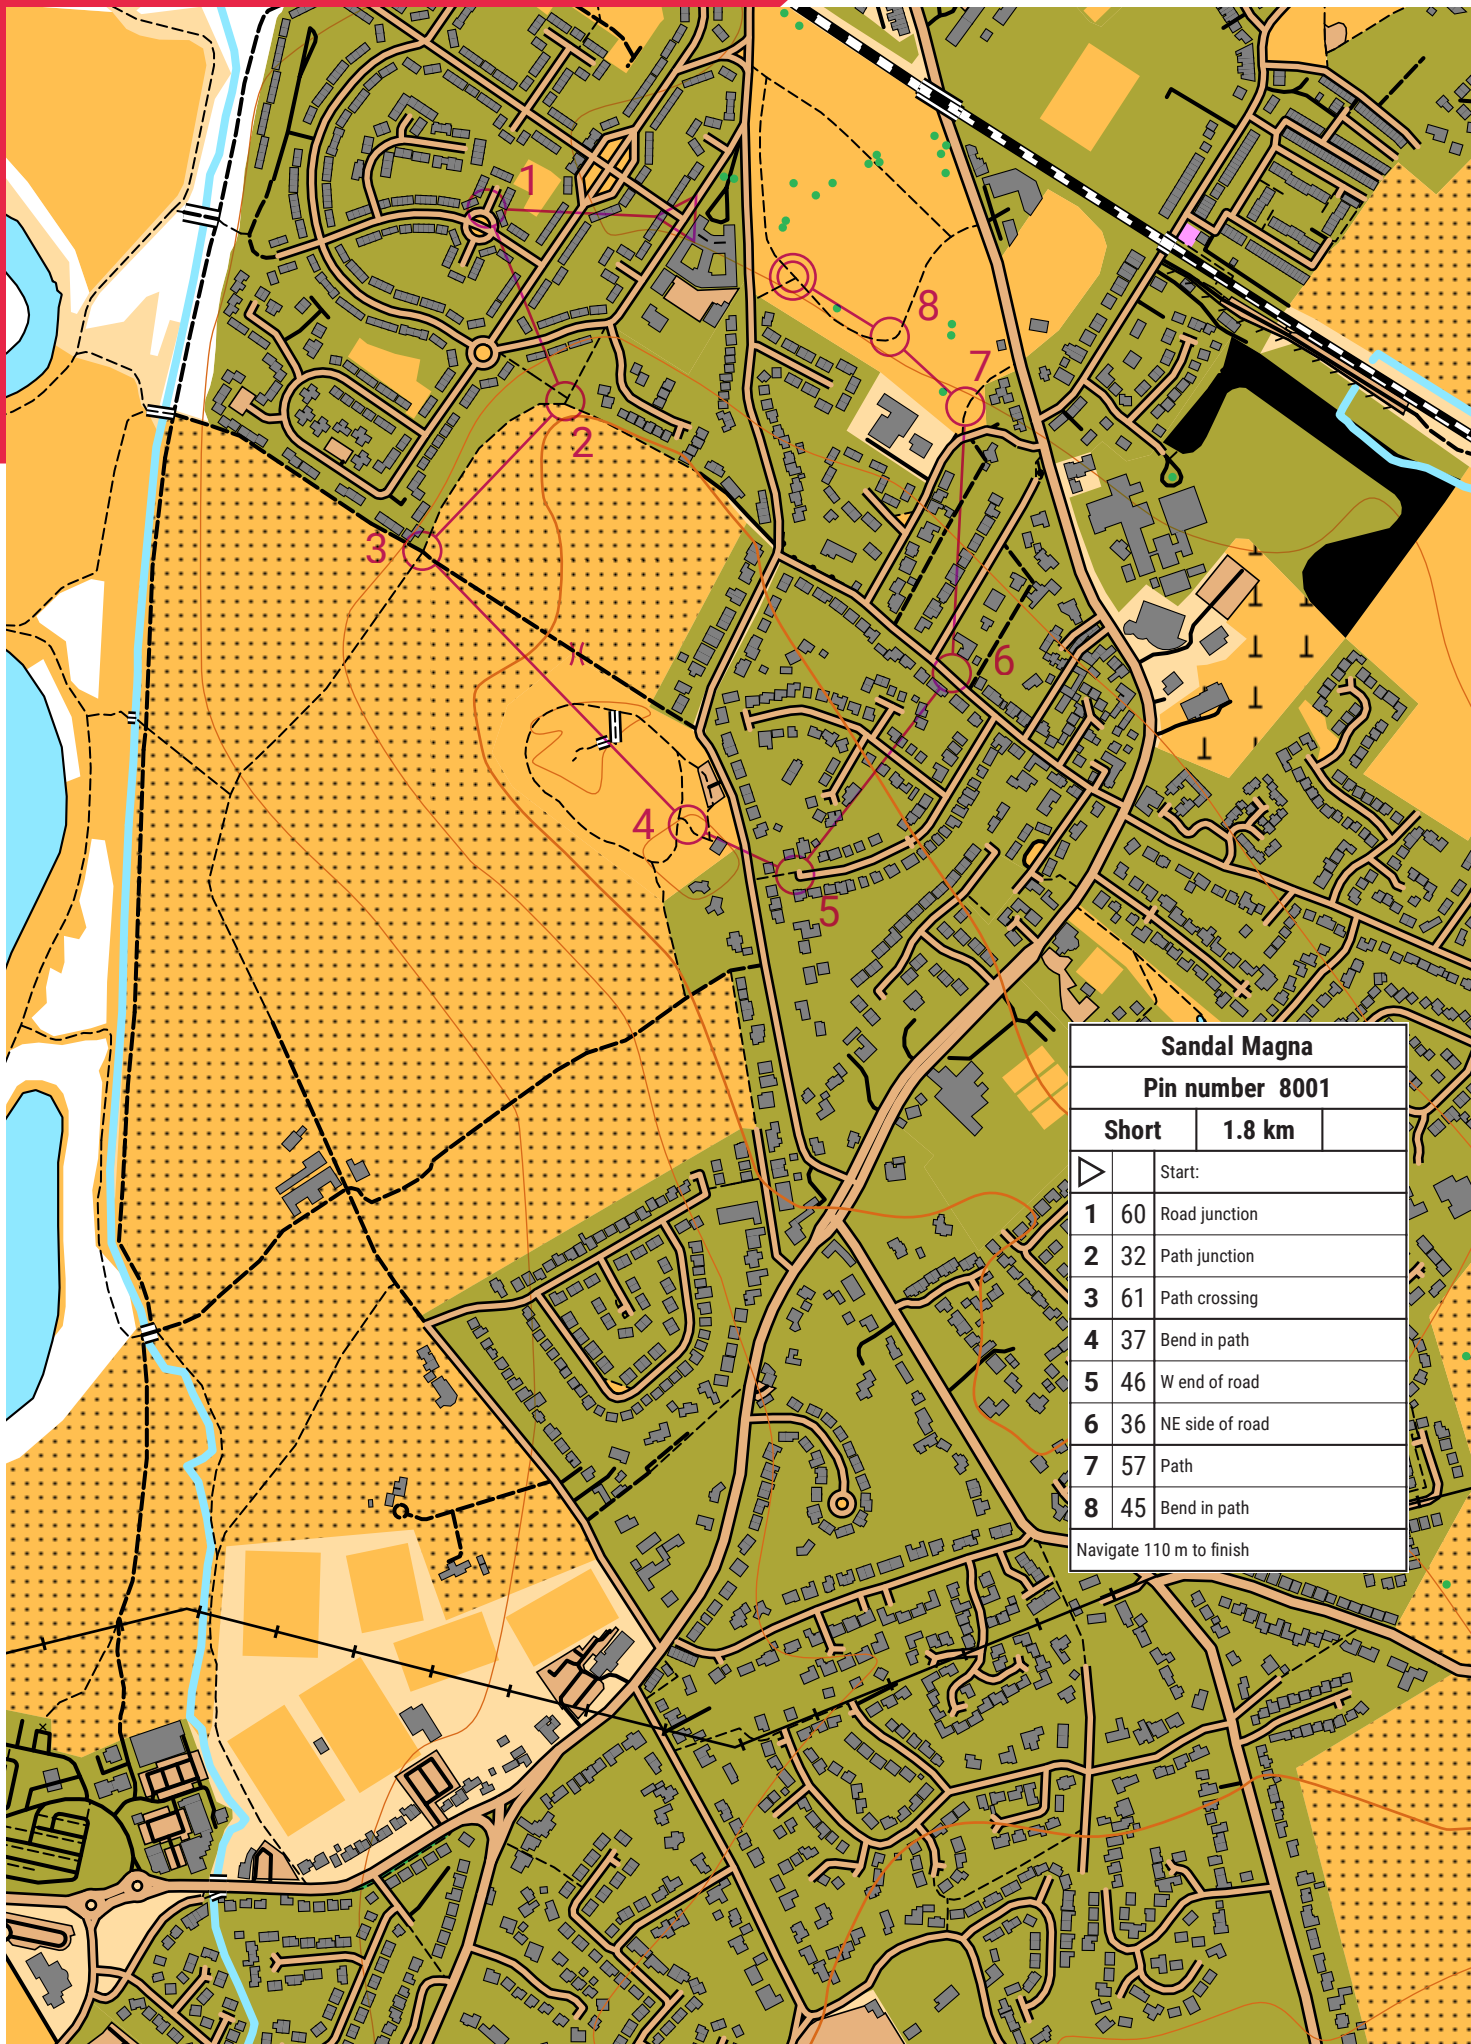 1
2
3
4
5
6
7
8
Sandal Magna
Pin number 8001
Short 1.8 km
Start:
1 60 Road junction
2 32 Path junction
3 61 Path crossing
4 37 Bend in path
5 46 W end of road
6 36 NE side of road
7 57 Path
8 45 Bend in path
Navigate 110 m to finish